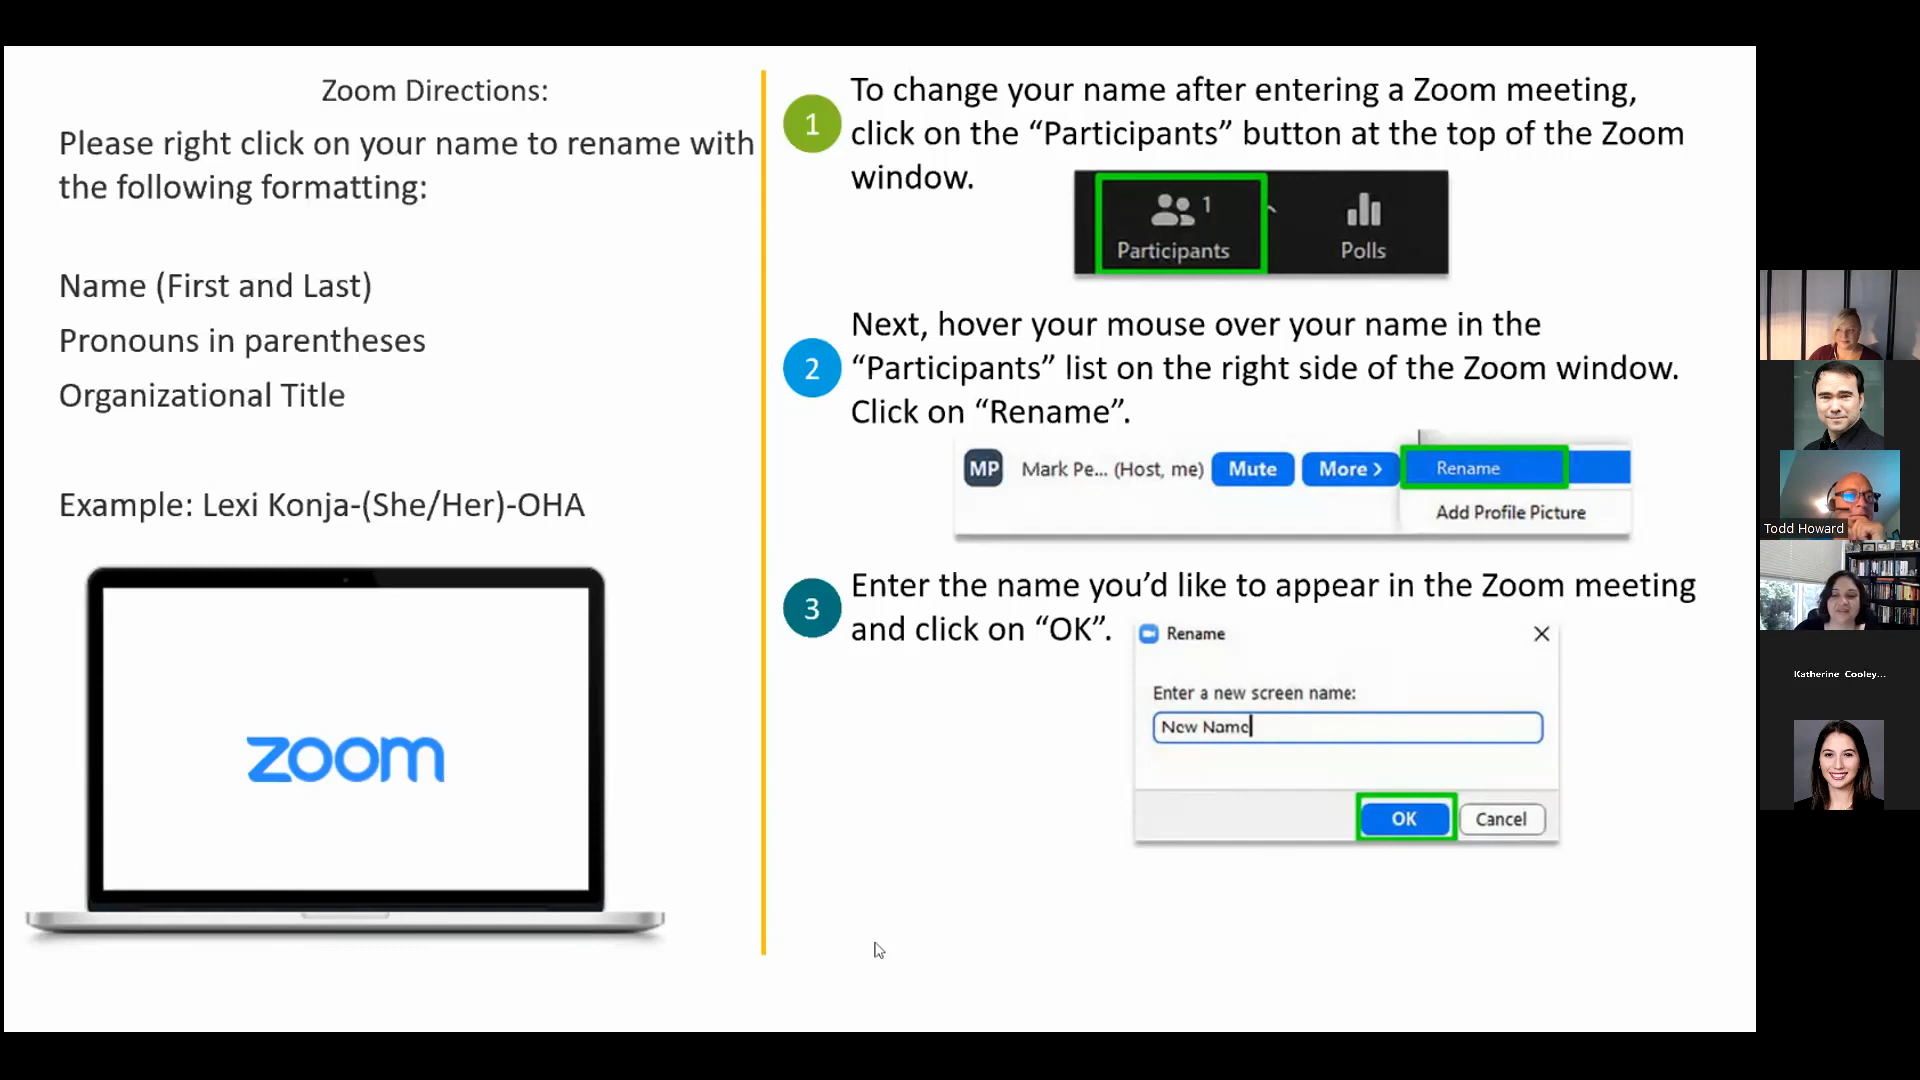 Zoom Directions:
Please right click on your name to rename with
the following formatting:
Name (First and Last)
Pronouns in parentheses
Organizational Title
Example: Lexi Konja-(She/Her)-OHA
zoom
1
To change your name after entering a Zoom meeting,
click on the “Participants” button at the top of the Zoom
window.
1
Participants
Polls
2
Next, hover your mouse over your name in the
“Participants” list on the right side of the Zoom window.
Click on “Rename”.
MP Mark Pe... (Host, me) Mute More > Rename
Add Profile Picture
3
Enter the name you’d like to appear in the Zoom meeting
and click on “OK”.
Rename
Enter a new screen name:
New Name
OK Cancel
Todd Howard
Katherine Cooley...